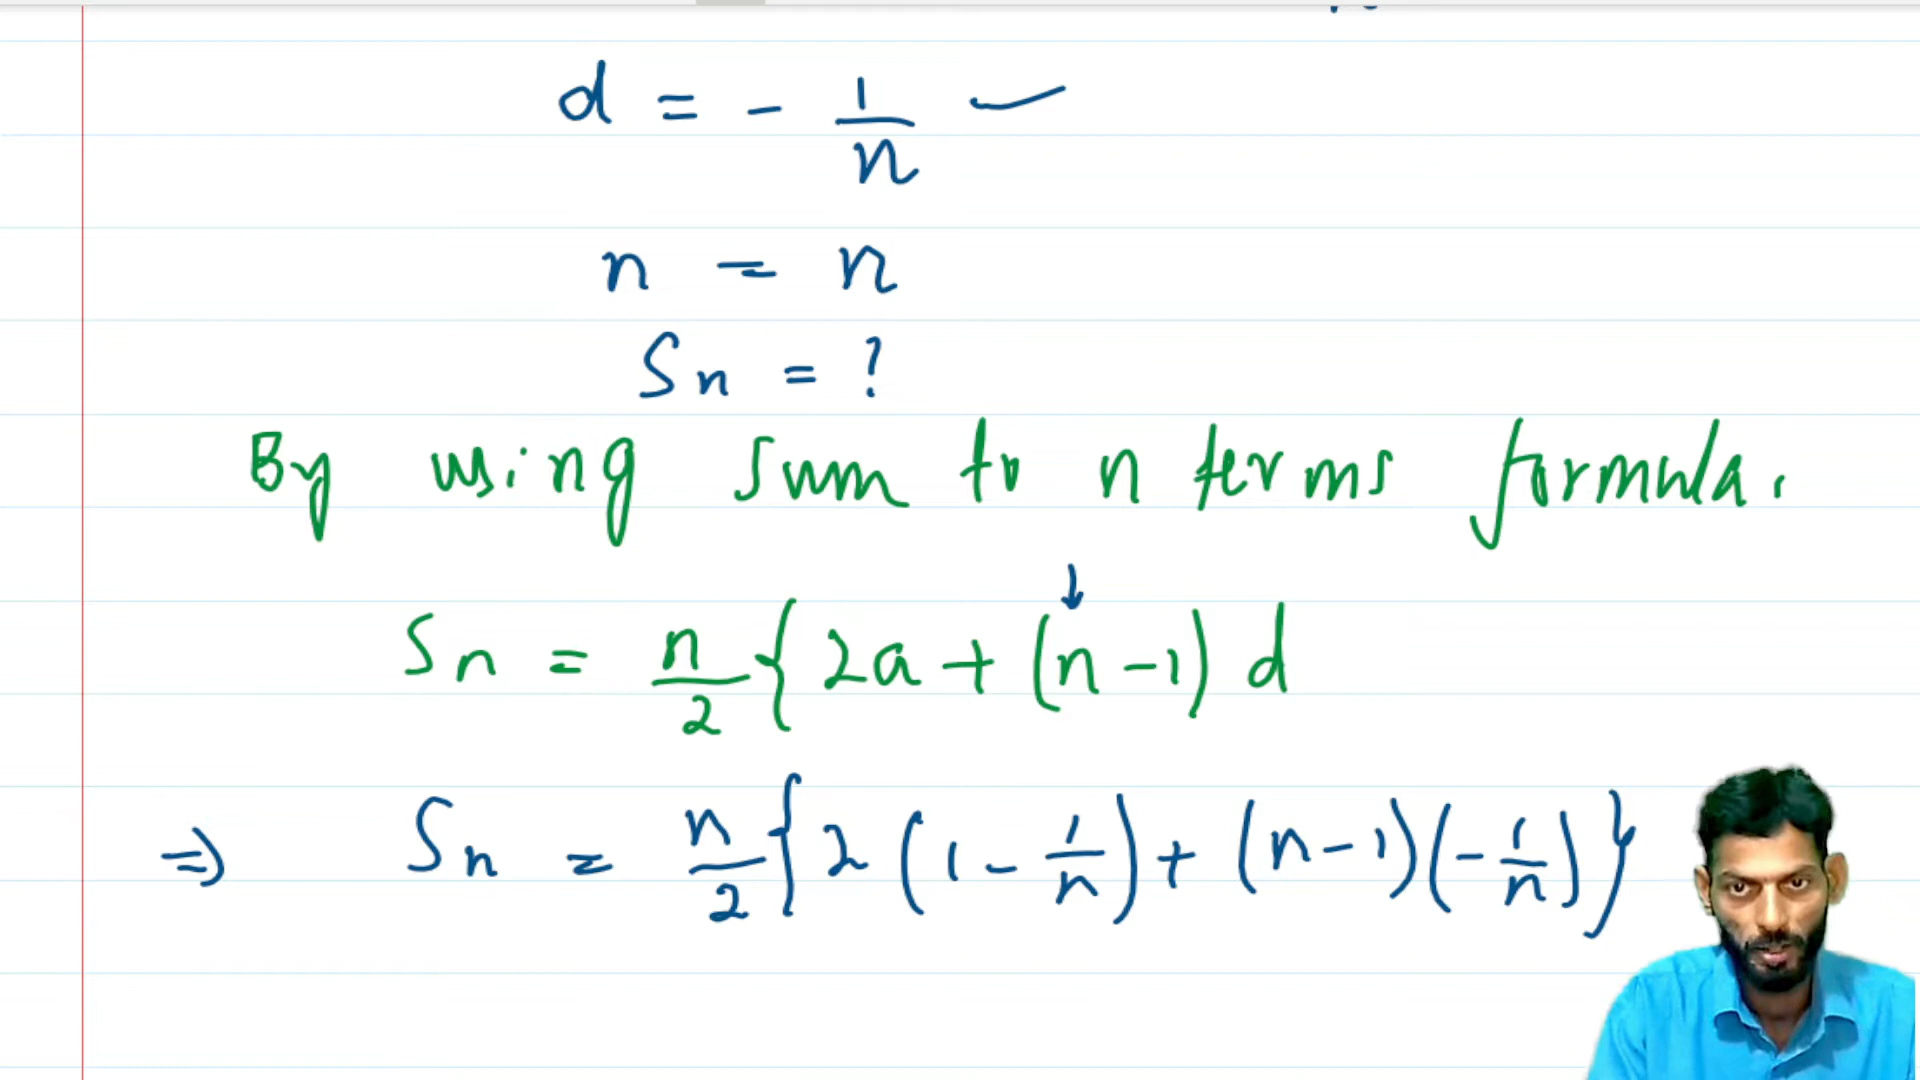 d = - 1/n
n = n
Sn = ?
By using sum to n terms formula.
Sn = n/2 { 2a + (n - 1) d
⇒ Sn = n/2 { 2 ( 1 - 1/n ) + (n - 1) ( - 1/n ) }